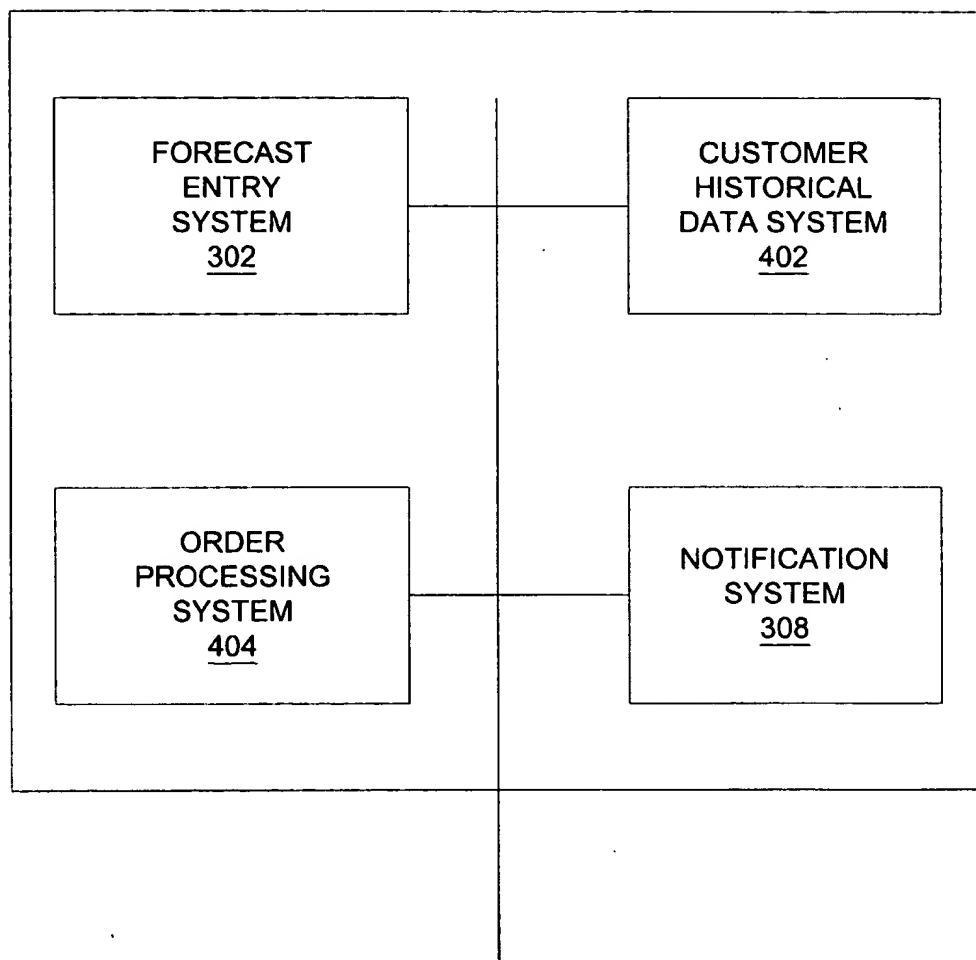 FORECAST
ENTRY
SYSTEM
302
CUSTOMER
HISTORICAL
DATA SYSTEM
402
ORDER
PROCESSING
SYSTEM
404
NOTIFICATION
SYSTEM
308